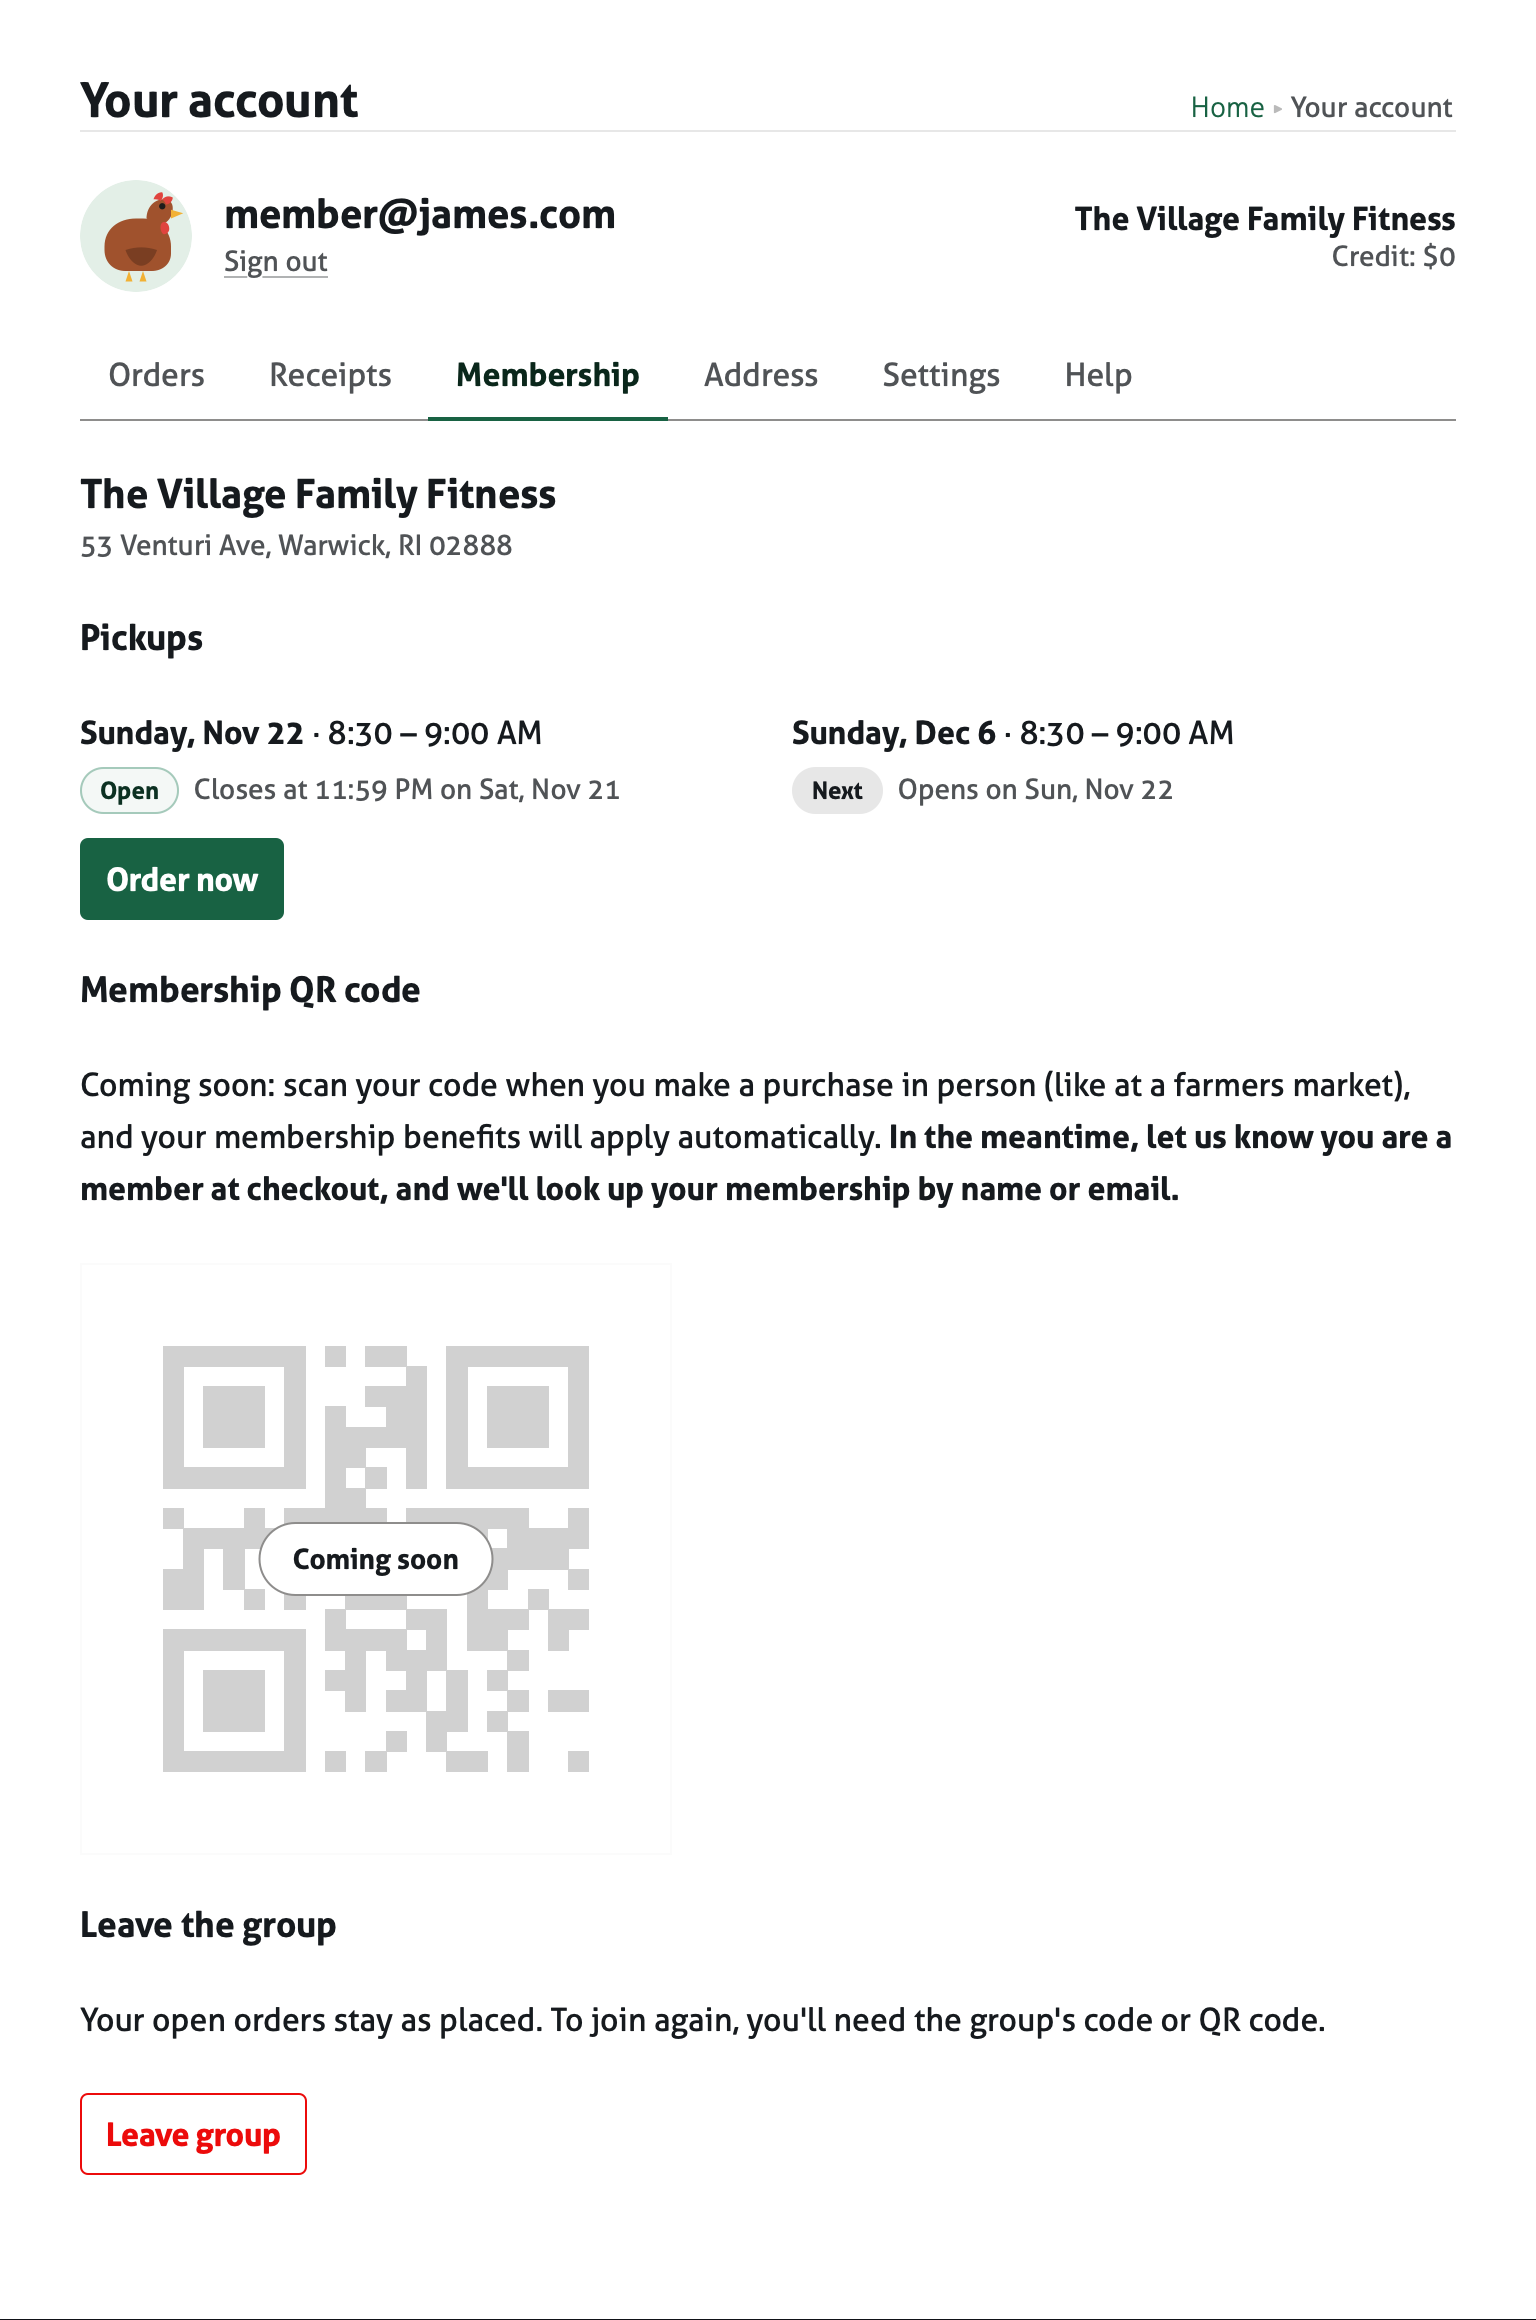 Your account
Home ▸ Your account
member@james.com
Sign out
The Village Family Fitness
Credit: $0
Orders Receipts Membership Address Settings Help
The Village Family Fitness
53 Venturi Ave, Warwick, RI 02888
Pickups
Sunday, Nov 22 · 8:30 – 9:00 AM
Open Closes at 11:59 PM on Sat, Nov 21
Order now
Sunday, Dec 6 · 8:30 – 9:00 AM
Next Opens on Sun, Nov 22
Membership QR code
Coming soon: scan your code when you make a purchase in person (like at a farmers market),
and your membership benefits will apply automatically. In the meantime, let us know you are a
member at checkout, and we'll look up your membership by name or email.
Coming soon
Leave the group
Your open orders stay as placed. To join again, you'll need the group's code or QR code.
Leave group